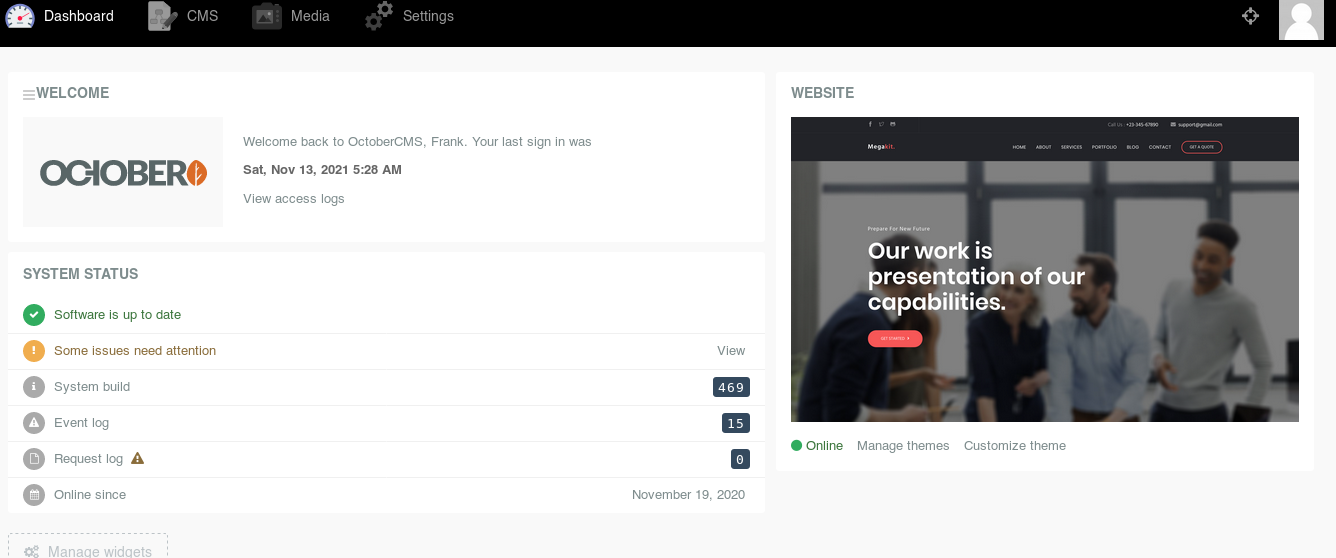 Dashboard CMS Media Settings
WELCOME
OCTOBER
Welcome back to OctoberCMS, Frank. Your last sign in was
Sat, Nov 13, 2021 5:28 AM
View access logs
SYSTEM STATUS
Software is up to date
Some issues need attention View
System build 469
Event log 15
Request log 0
Online since November 19, 2020
Manage widgets
WEBSITE
Call Us : +23-345-67890 support@gmail.com
Megakit. HOME ABOUT SERVICES PORTFOLIO BLOG CONTACT GET A QUOTE
Prepare For New Future
Our work is
presentation of our
capabilities.
GET STARTED
Online Manage themes Customize theme